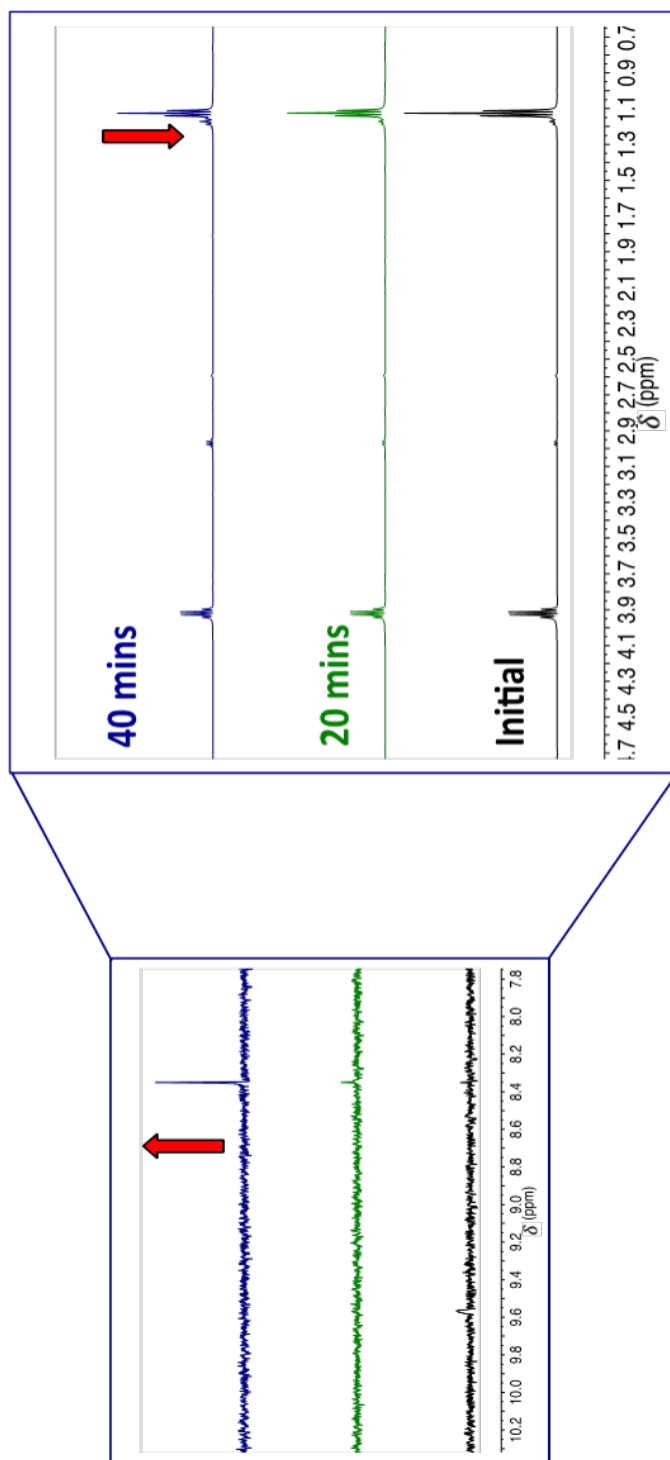 10.2 10.0 9.8 9.6 9.4 9.2 9.0 8.8 8.6 8.4 8.2 8.0 7.8
δ (ppm)
40 mins
20 mins
Initial
4.5 4.3 4.1 3.9 3.7 3.5 3.3 3.1 2.9 2.7 2.5 2.3 2.1 1.9 1.7 1.5 1.3 1.1 0.9 0.7
δ (ppm)